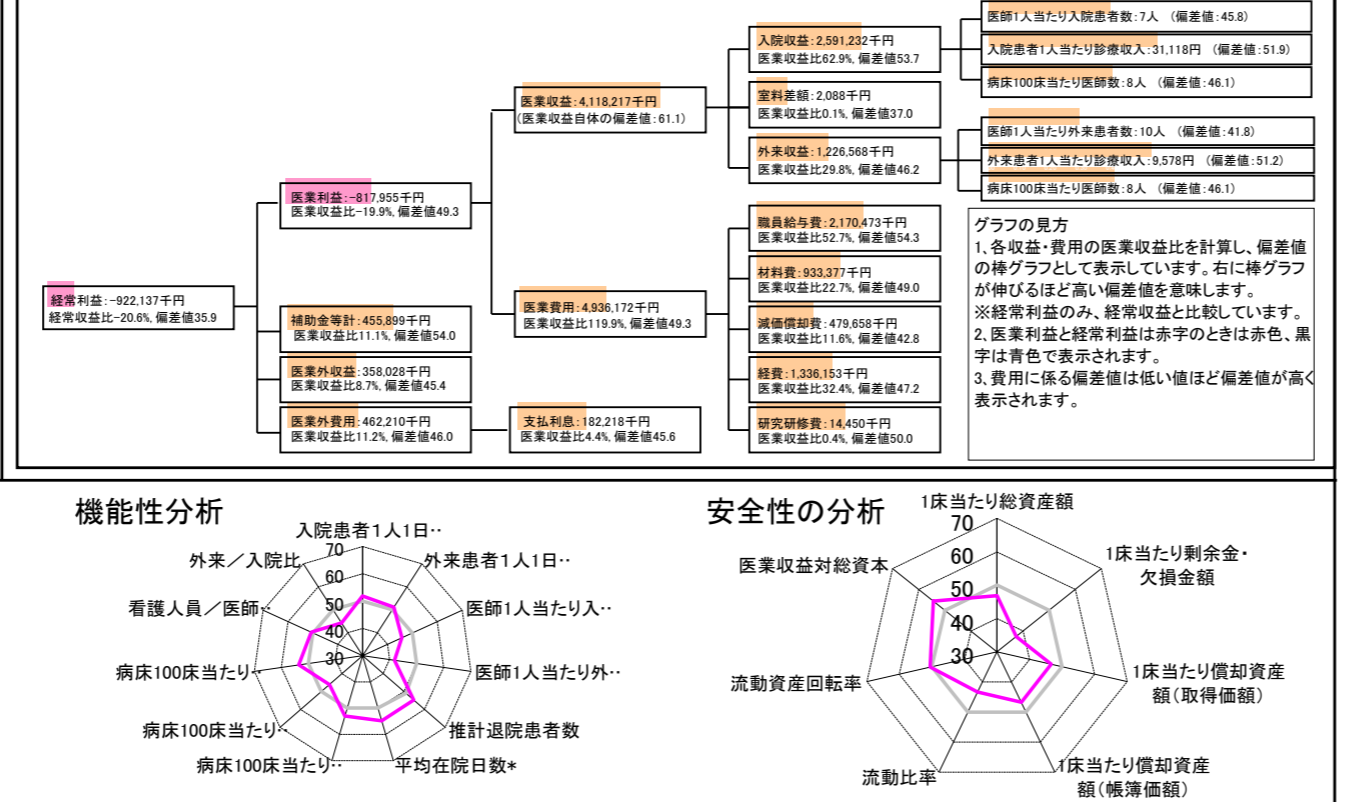 医師1人当たり入院患者数:7人 (偏差値:45.8)
入院収益:2,591,232千円
医業収益比62.9%, 偏差値53.7
入院患者1人当たり診療収入:31,118円 (偏差値:51.9)
病床100床当たり医師数:8人 (偏差値:46.1)
医業収益:4,118,217千円
(医業収益自体の偏差値:61.1)
室料差額:2,088千円
医業収益比0.1%, 偏差値37.0
医師1人当たり外来患者数:10人 (偏差値:41.8)
外来収益:1,226,568千円
医業収益比29.8%, 偏差値46.2
外来患者1人当たり診療収入:9,578円 (偏差値:51.2)
病床100床当たり医師数:8人 (偏差値:46.1)
医業利益:-817,955千円
医業収益比-19.9%, 偏差値49.3
職員給与費:2,170,473千円
医業収益比52.7%, 偏差値54.3
材料費:933,377千円
医業収益比22.7%, 偏差値49.0
経常利益:-922,137千円
経常収益比-20.6%, 偏差値35.9
医業費用:4,936,172千円
医業収益比119.9%, 偏差値49.3
補助金等計:455,899千円
医業収益比11.1%, 偏差値54.0
減価償却費:479,658千円
医業収益比11.6%, 偏差値42.8
医業外収益:358,028千円
医業収益比8.7%, 偏差値45.4
経費:1,336,153千円
医業収益比32.4%, 偏差値47.2
医業外費用:462,210千円
医業収益比11.2%, 偏差値46.0
支払利息:182,218千円
医業収益比4.4%, 偏差値45.6
研究研修費:14,450千円
医業収益比0.4%, 偏差値50.0
グラフの見方
1、各収益・費用の医業収益比を計算し、偏差値
の棒グラフとして表示しています。右に棒グラフ
が伸びるほど高い偏差値を意味します。
※経常利益のみ、経常収益と比較しています。
2、医業利益と経常利益は赤字のときは赤色、黒
字は青色で表示されます。
3、費用に係る偏差値は低い値ほど偏差値が高く
表示されます。
機能性分析
入院患者1人1日‥
外来患者1人1日‥
医師1人当たり入‥
医師1人当たり外‥
推計退院患者数
平均在院日数*
病床100床当たり‥
病床100床当たり‥
病床100床当たり‥
看護人員/医師‥
外来/入院比
70
60
50
40
30
安全性の分析
1床当たり総資産額
1床当たり剰余金・
欠損金額
1床当たり償却資産
額(取得価額)
1床当たり償却資産
額(帳簿価額)
流動比率
流動資産回転率
医業収益対総資本
70
60
50
40
30